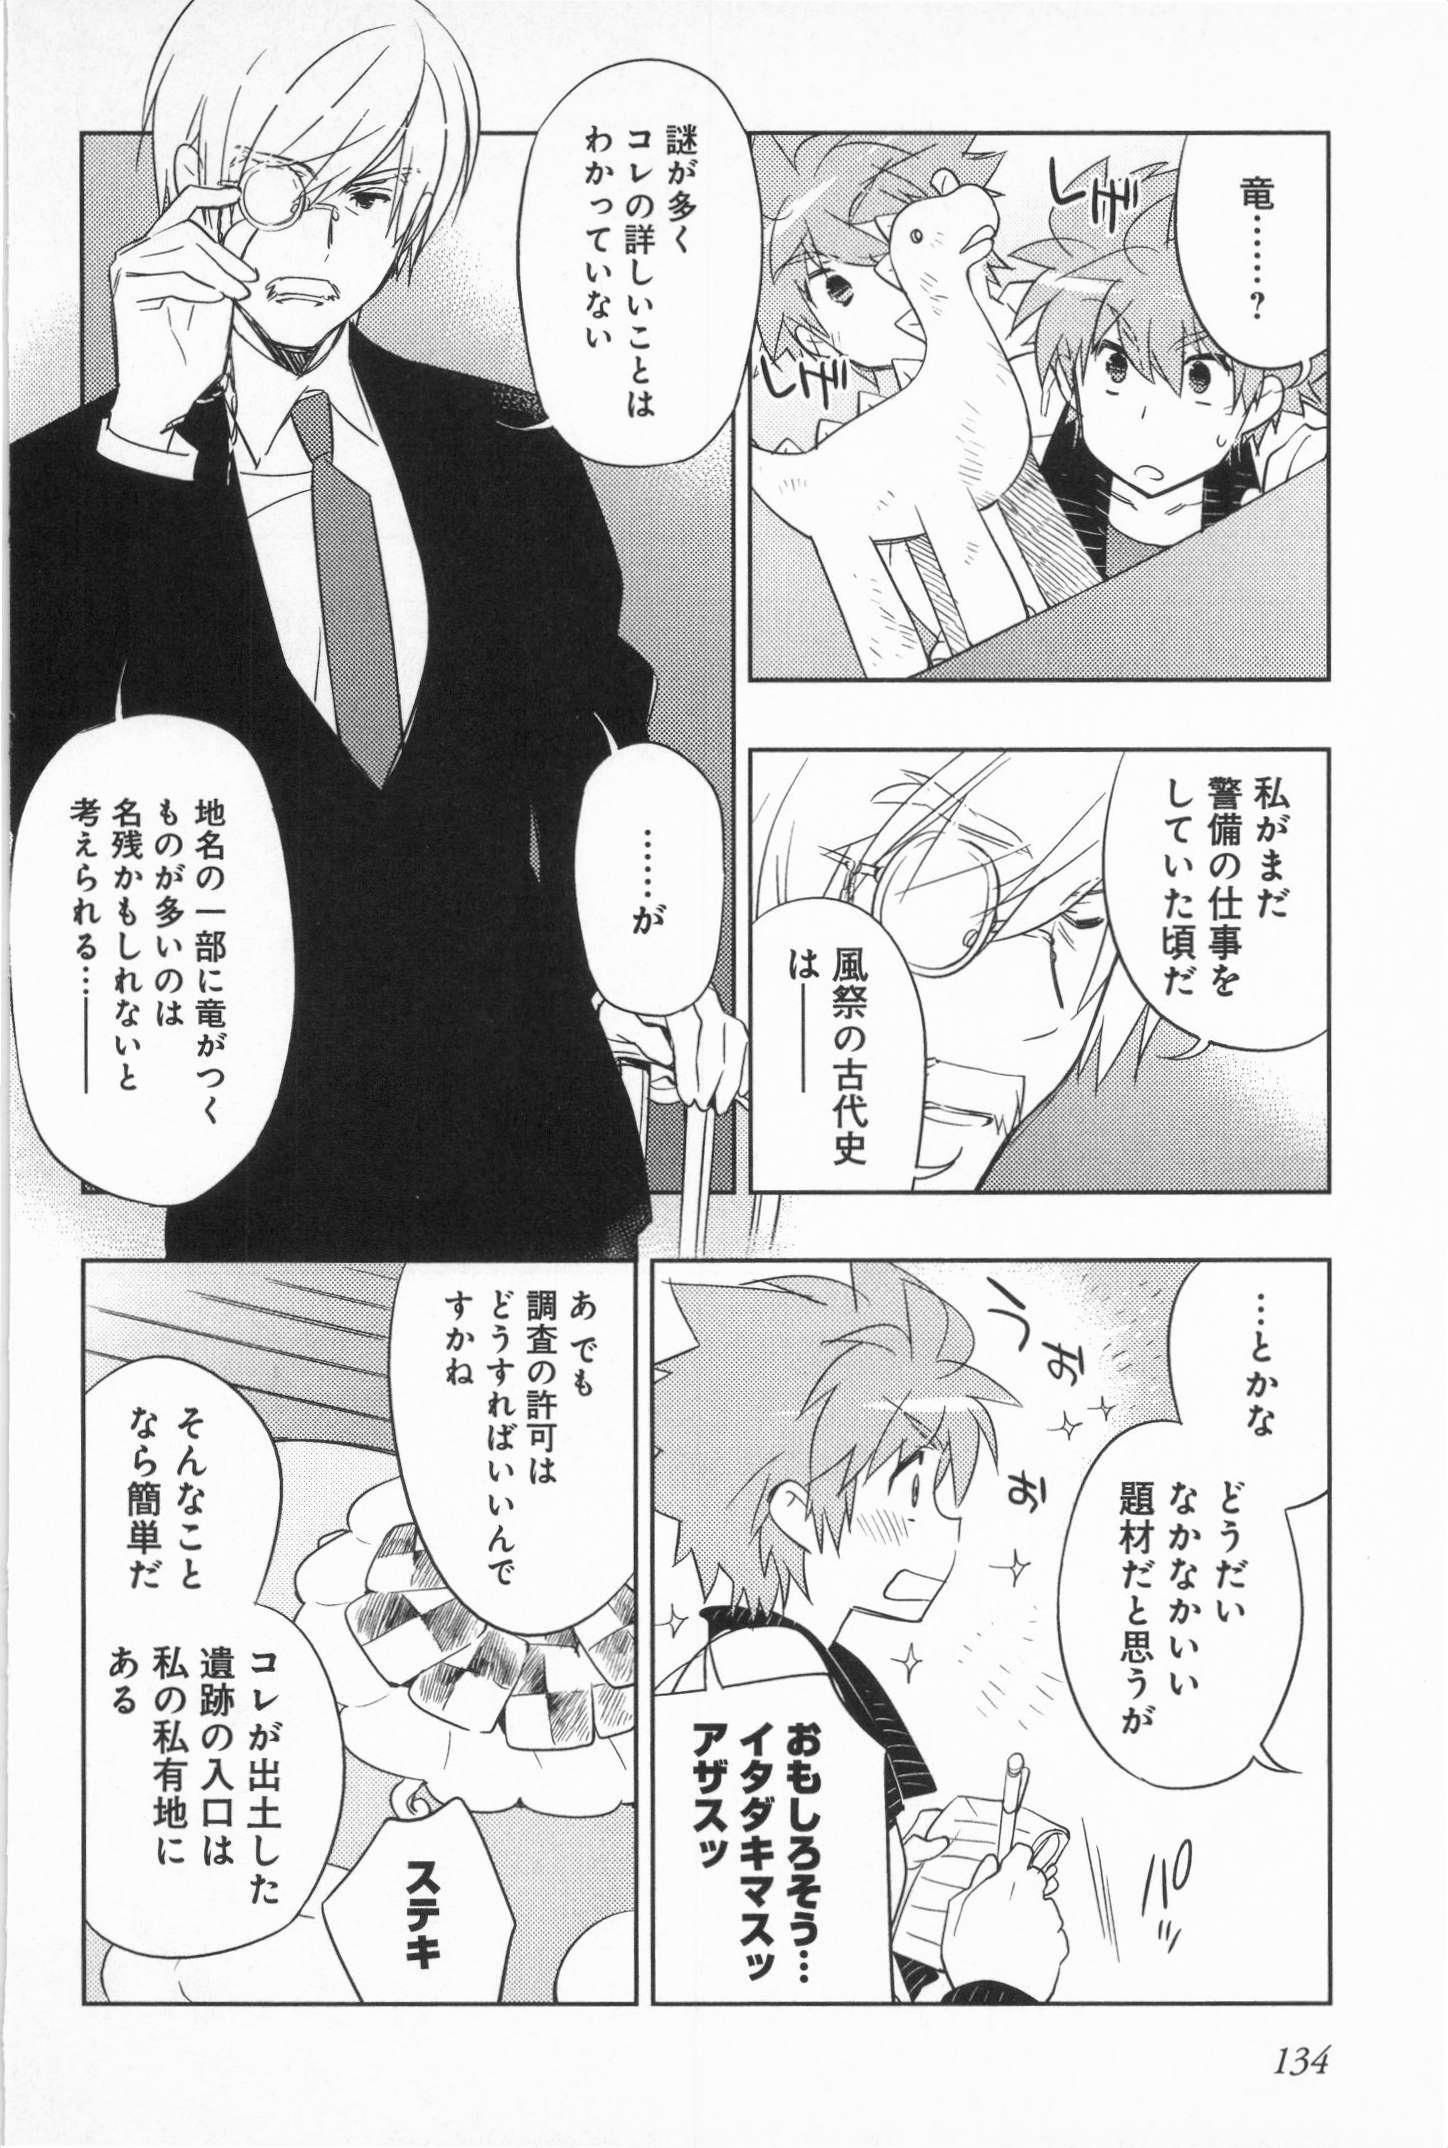 竜……?
しげ
しげ
私がまだ
警備の仕事を
していた頃だ
風祭の古代史
は——
謎が多く
コレの詳しいことは
わかっていない
……が
地名の一部に竜がつく
ものが多いのは
名残かもしれないと
考えられる…——
…とかな
どうだい
なかなかいい
題材だと思うが
お
お
おもしろそう…
イタダキマスッ
アザスッ
あ でも
調査の許可は
どうすればいいんで
すかね
そんなこと
なら簡単だ
コレが出土した
遺跡の入口は
私の私有地に
ある
ステキ
134